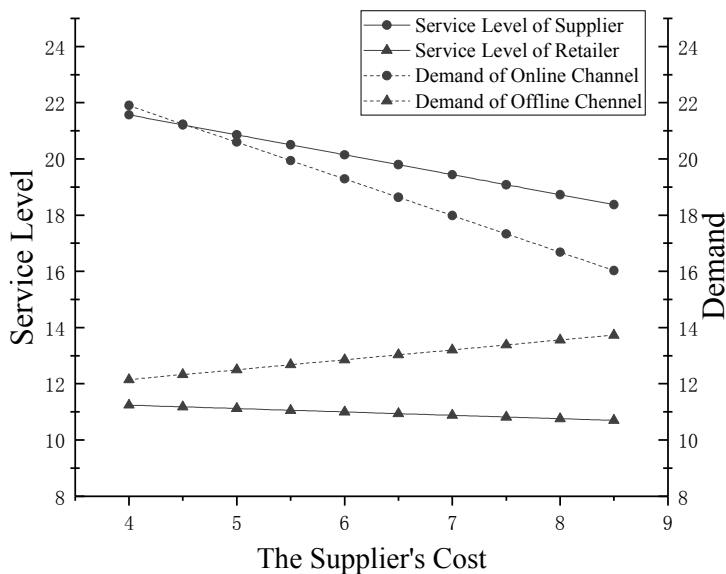 Service Level of Supplier
Service Level of Retailer
Demand of Online Channel
Demand of Offline Chennel
24
22
20
18
16
14
12
10
8
Service Level
24
22
20
18
16
14
12
10
8
Demand
4 5 6 7 8 9
The Supplier's Cost